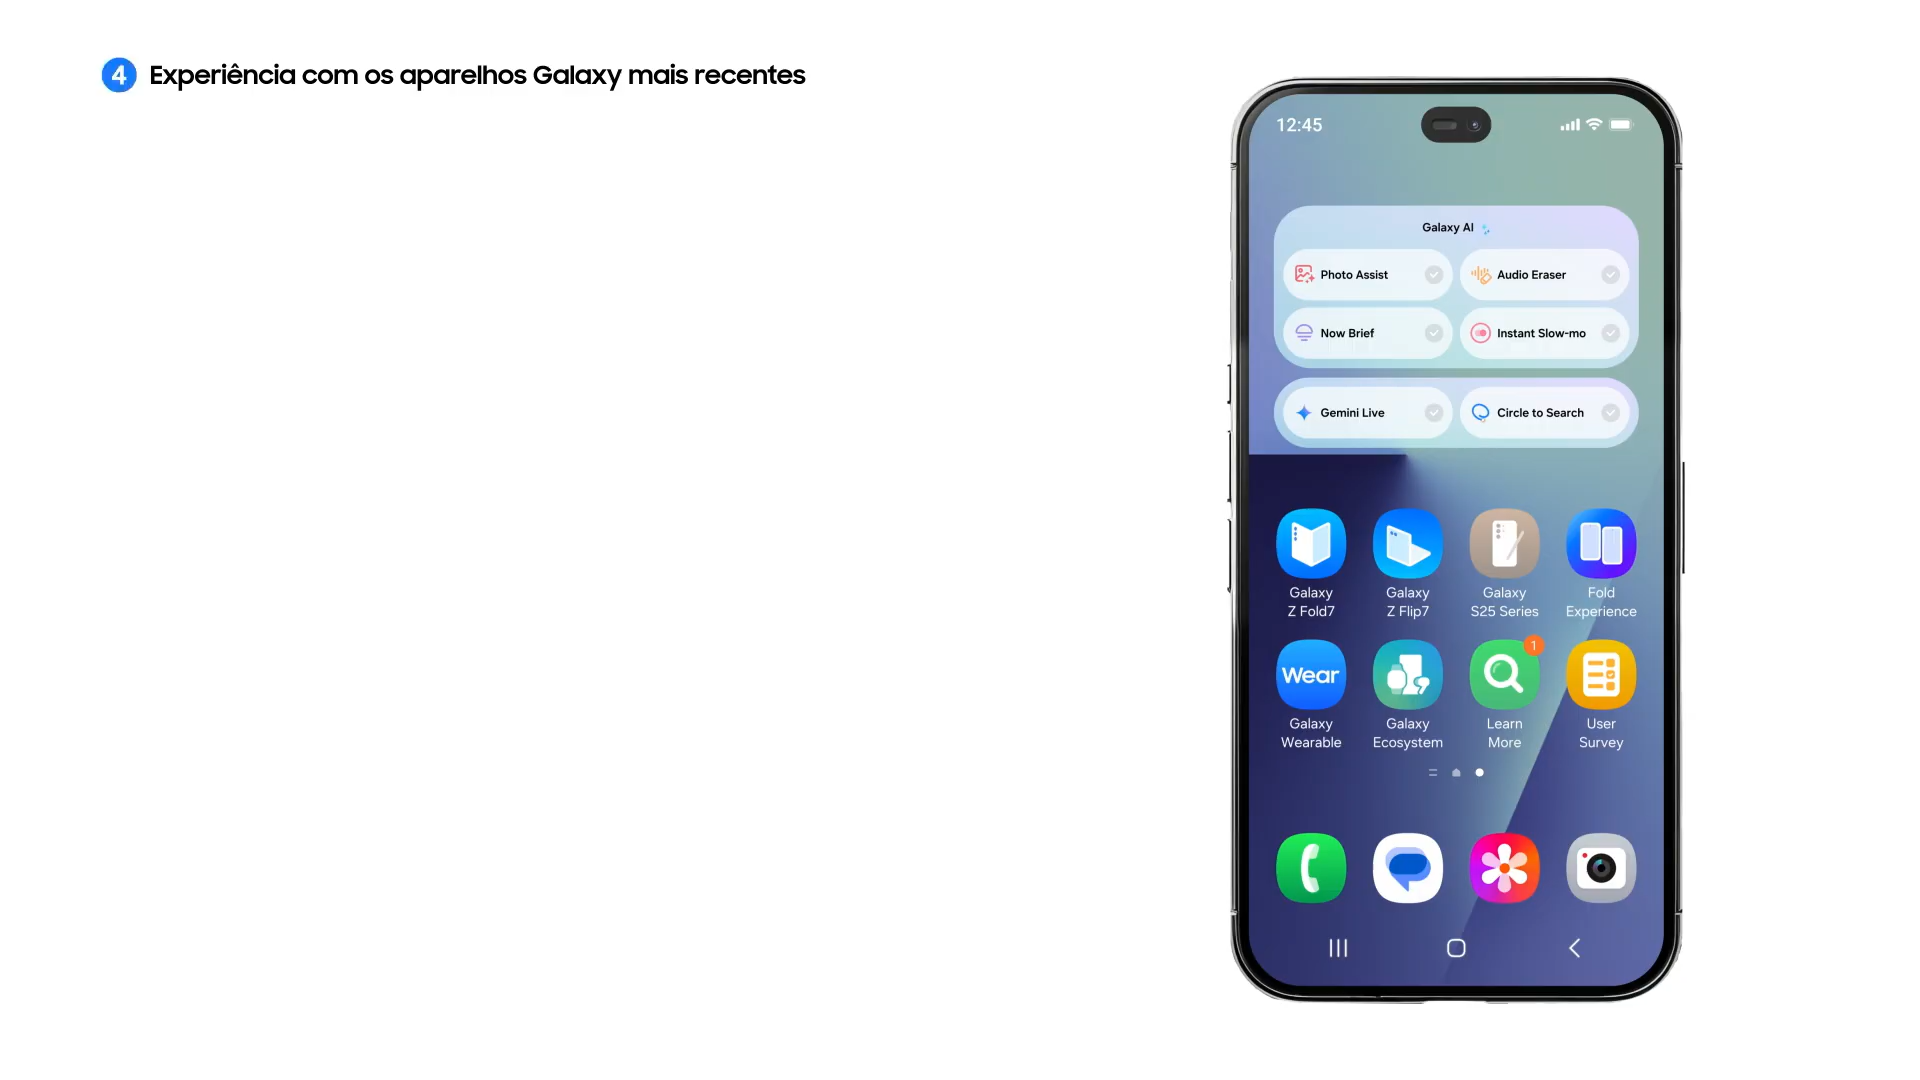 4 Experiência com os aparelhos Galaxy mais recentes
12:45
Galaxy AI
Photo Assist
Audio Eraser
Now Brief
Instant Slow-mo
Gemini Live
Circle to Search
Galaxy
Z Fold7
Galaxy
Z Flip7
Galaxy
S25 Series
Fold
Experience
Wear
Galaxy
Wearable
Galaxy
Ecosystem
1
Learn
More
User
Survey